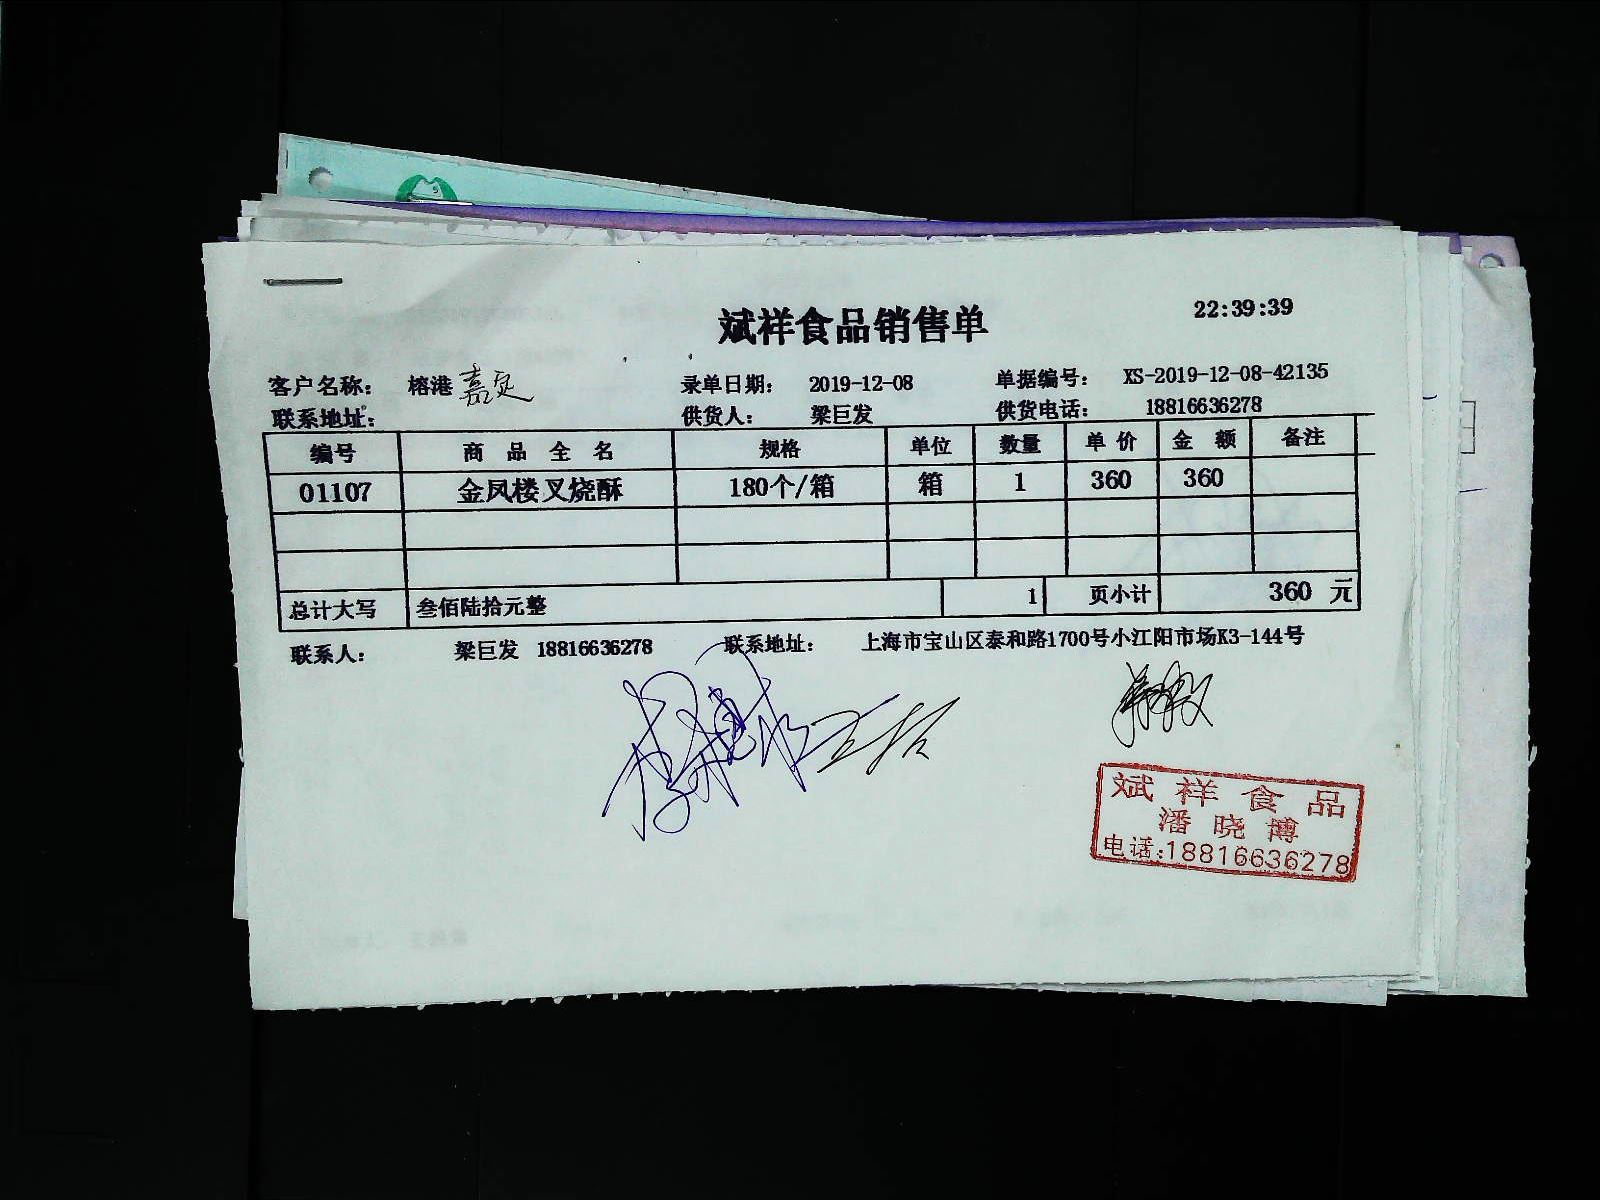 斌祥食品销售单
22:39:39
客户名称： 榕港 嘉定 录单日期： 2019-12-08 单据编号： XS-2019-12-08-42135
联系地址： 供货人： 梁巨发 供货电话： 18816636278
编号 商品全名 规格 单位 数量 单价 金额 备注
01107 金凤楼叉烧酥 180个/箱 箱 1 360 360
总计大写 叁佰陆拾元整 1 页小计 360 元
联系人： 梁巨发 18816636278 联系地址： 上海市宝山区泰和路1700号小江阳市场K3-144号
斌祥食品
潘晓博
电话:18816636278